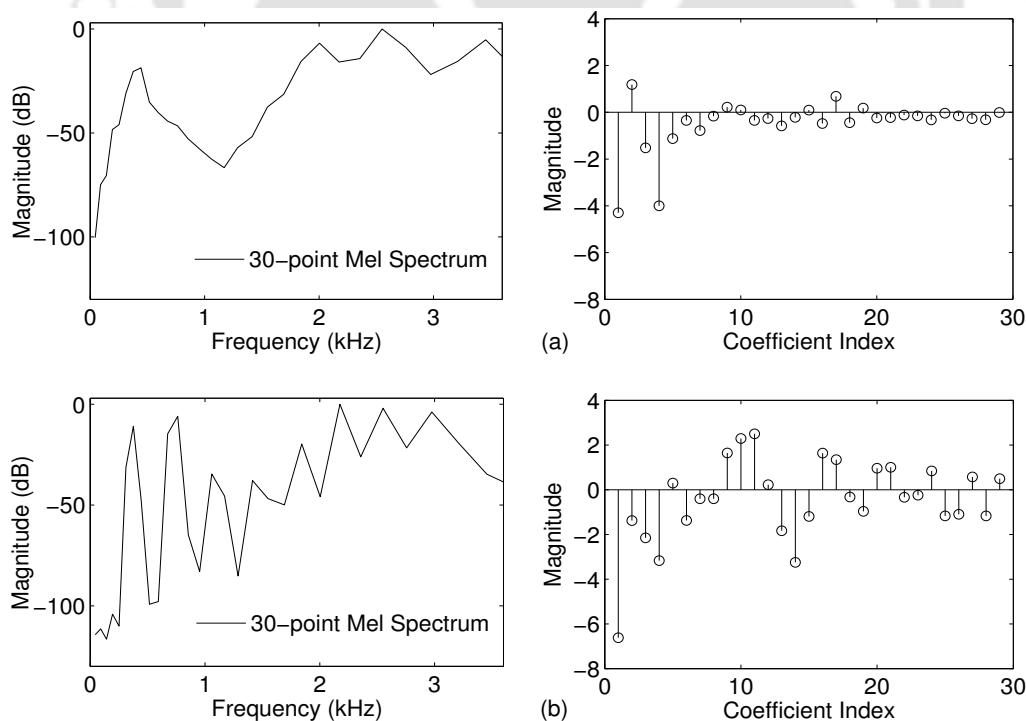 0
−50
−100
Magnitude (dB)
30−point Mel Spectrum
0 1 2 3
Frequency (kHz)
4
2
0
−2
−4
−6
−8
Magnitude
0 10 20 30
Coefficient Index
(a)
0
−50
−100
Magnitude (dB)
30−point Mel Spectrum
0 1 2 3
Frequency (kHz)
4
2
0
−2
−4
−6
−8
Magnitude
0 10 20 30
Coefficient Index
(b)